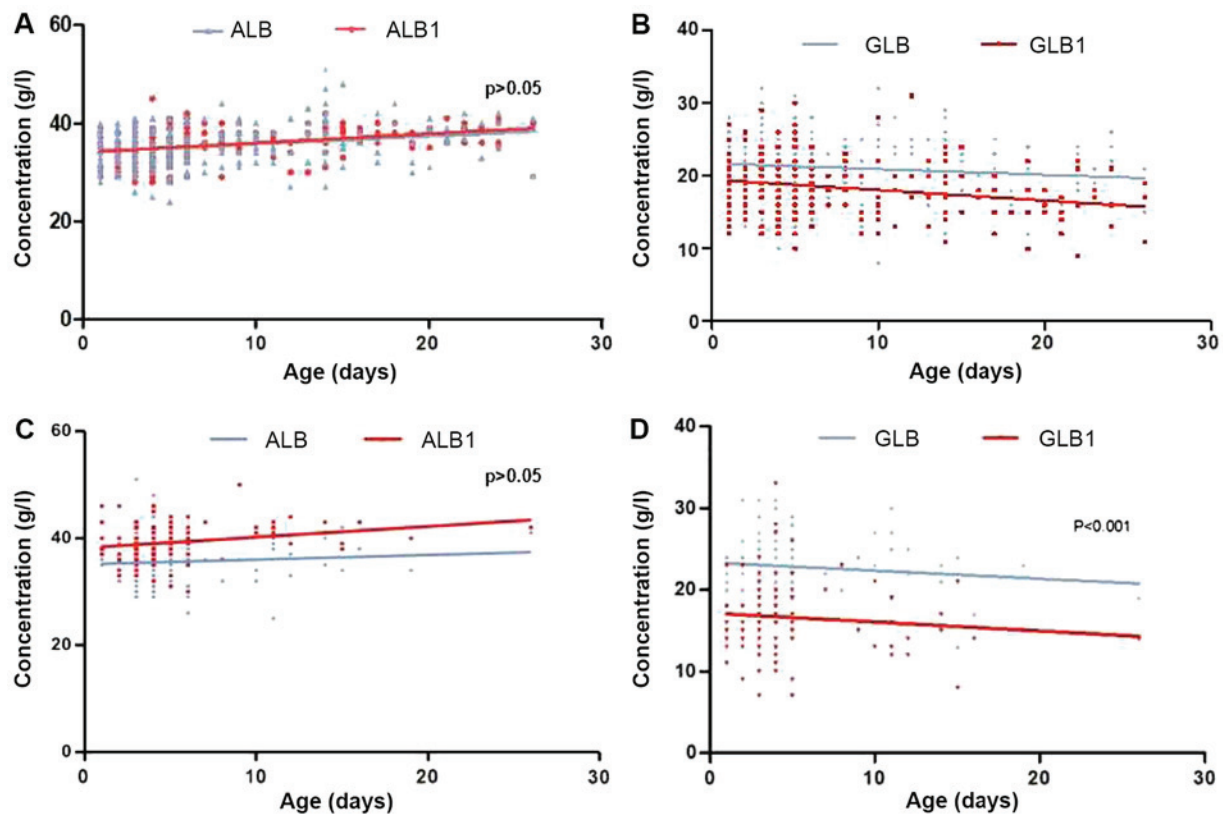 A
ALB ALB1
p>0.05
Concentration (g/l)
60
40
20
0
0 10 20 30
Age (days)
B
GLB GLB1
Concentration (g/l)
40
30
20
10
0
0 10 20 30
Age (days)
C
ALB ALB1
p>0.05
Concentration (g/l)
60
40
20
0
0 10 20 30
Age (days)
D
GLB GLB1
P<0.001
Concentration (g/l)
40
30
20
10
0
0 10 20 30
Age (days)